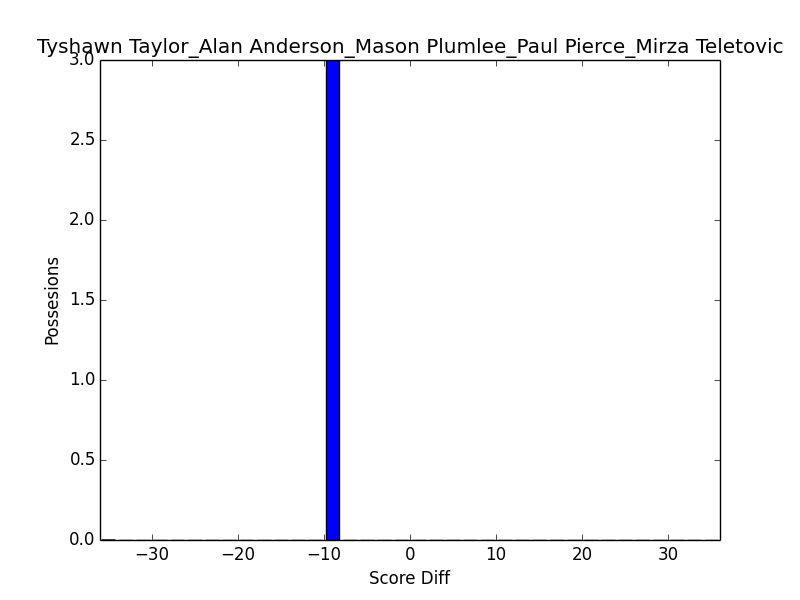 Tyshawn Taylor_Alan Anderson_Mason Plumlee_Paul Pierce_Mirza Teletovic
3.0
2.5
2.0
1.5
1.0
0.5
0.0
Possesions
−30 −20 −10 0 10 20 30
Score Diff